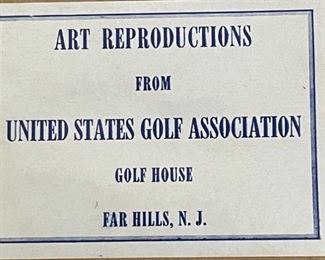 ART REPRODUCTIONS
FROM
UNITED STATES GOLF ASSOCIATION
GOLF HOUSE
FAR HILLS, N. J.